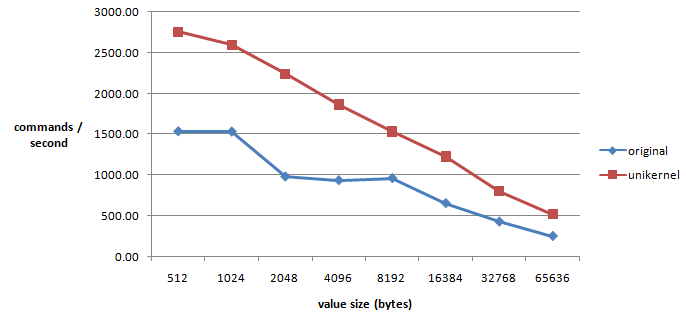 3000.00
2500.00
2000.00
1500.00
1000.00
500.00
0.00
commands /
second
512 1024 2048 4096 8192 16384 32768 65636
value size (bytes)
original
unikernel